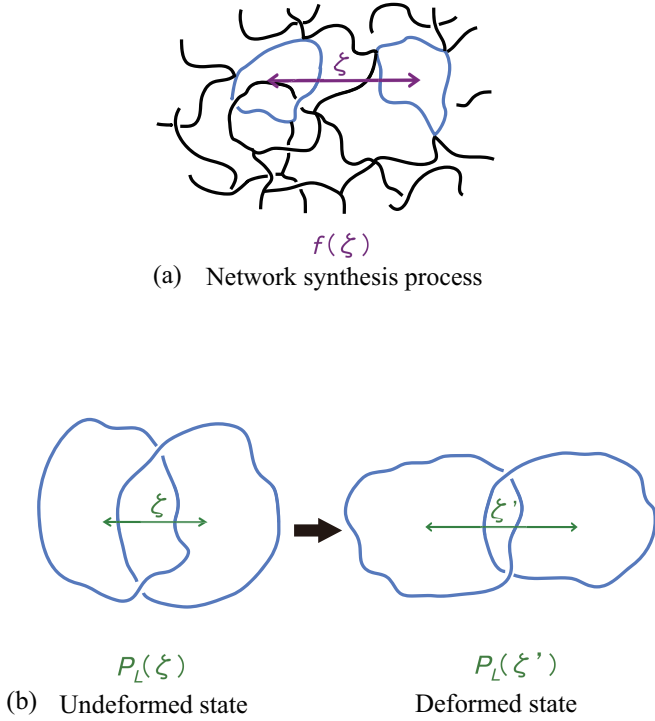 ζ
f(ζ)
(a) Network synthesis process
ζ ζ'
P_L(ζ) P_L(ζ')
(b) Undeformed state Deformed state